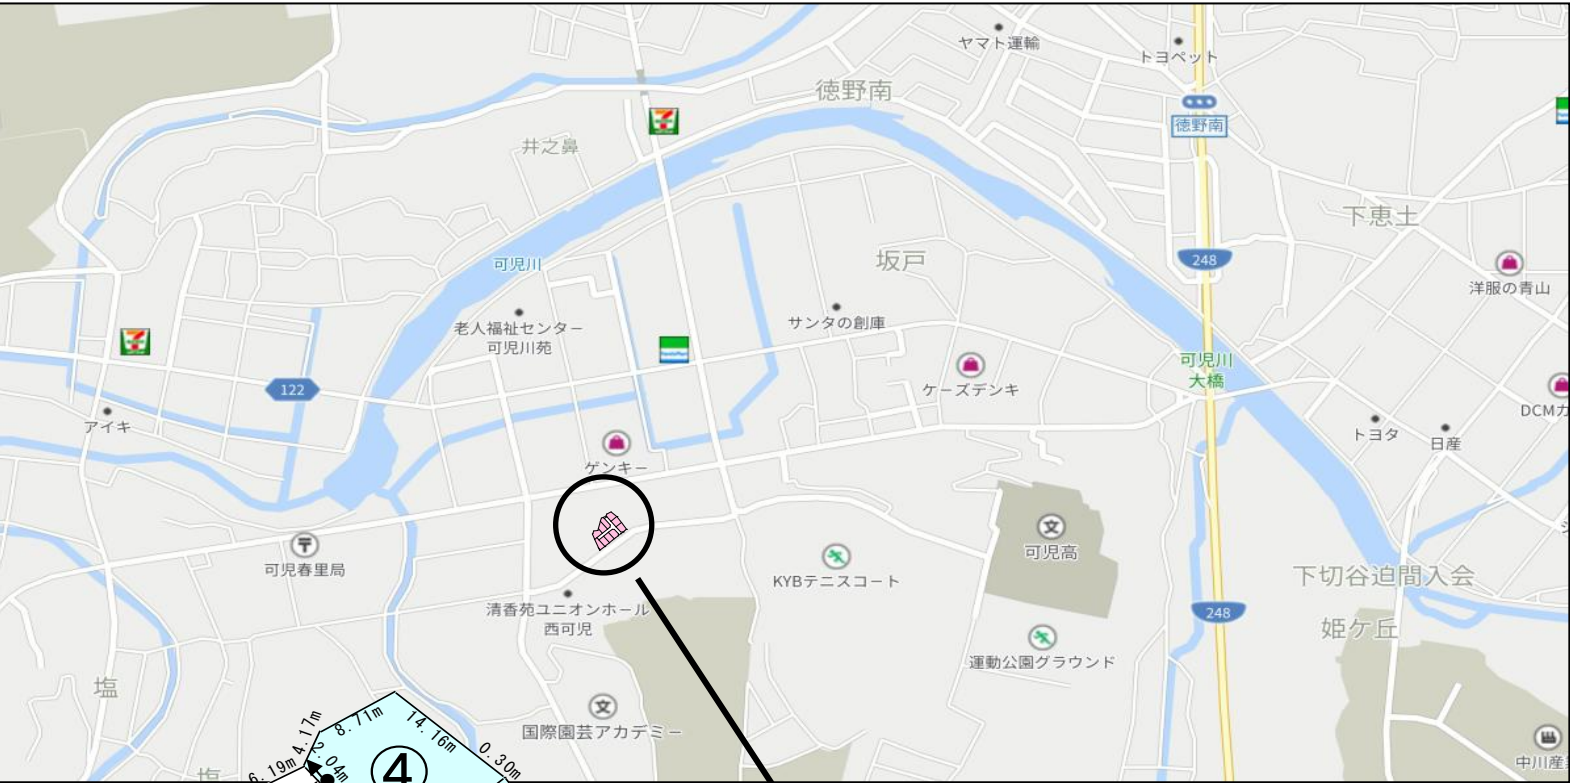 ヤマト運輸
トヨペット
徳野南
徳野南
井之鼻
下恵土
可児川
坂戸
248
洋服の青山
老人福祉センター
可児川苑
サンタの創庫
可児川
大橋
122
ケーズデンキ
アイキ
DCMカ
トヨタ
日産
ゲンキー
可児春里局
可児高
KYBテニスコート
下切谷迫間入会
清香苑ユニオンホール
西可児
248
姫ケ丘
運動公園グラウンド
塩
国際園芸アカデミー
中川産
塩
4.17m
8.71m
14.16m
0.30m
6.19m
2.04m
④